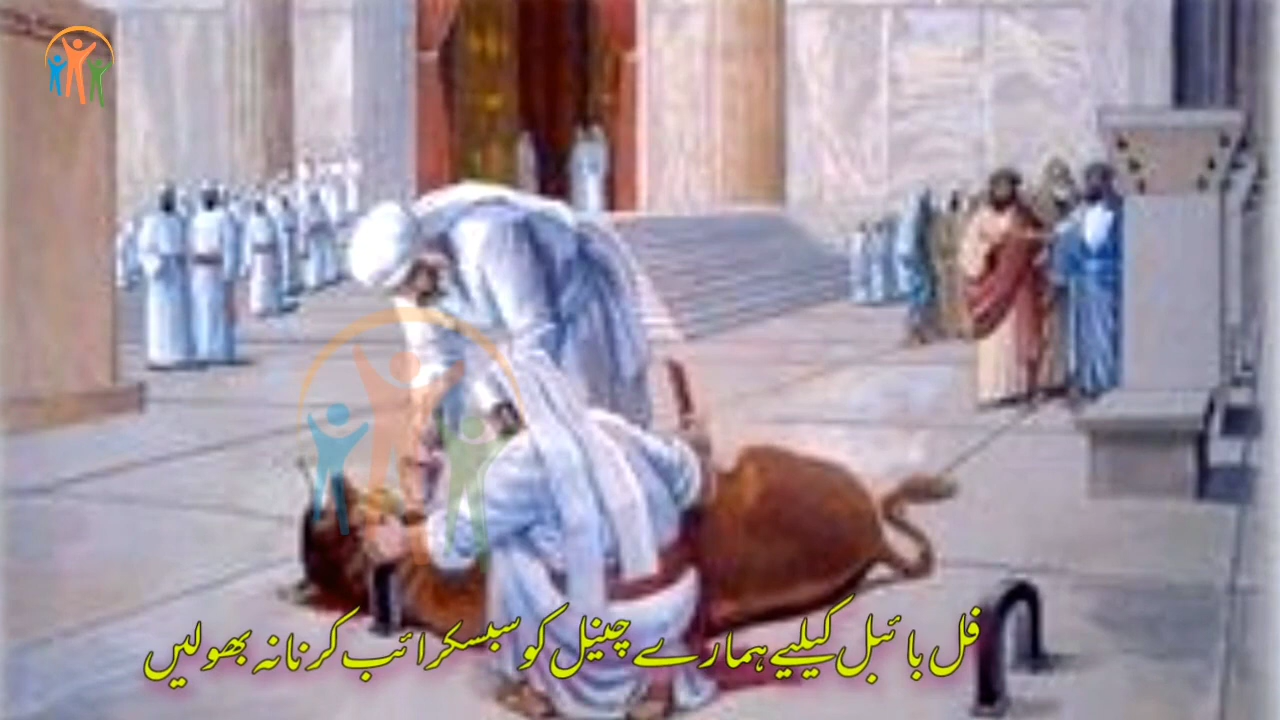 فل بائبل کیلیے ہمارے چینل کو سبسکرائب کرنا نہ بھولیں